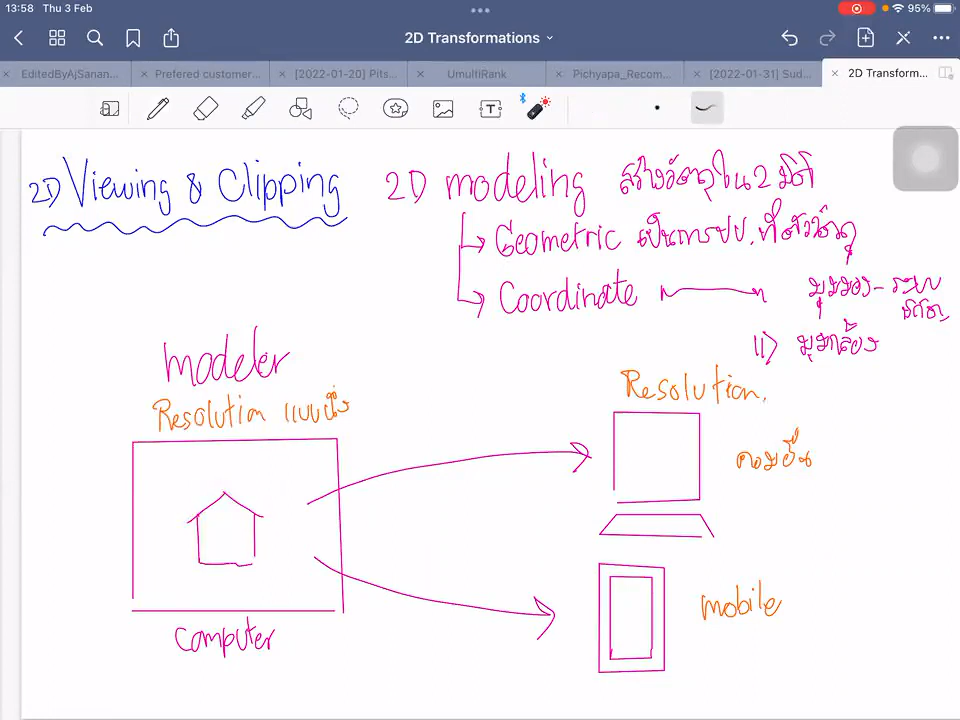 13:58 Thu 3 Feb
95%
2D Transformations
EditedByAjSanan...
Prefered customer...
[2022-01-20] Pits...
UmultiRank
Pichyapa_Recom...
[2022-01-31] Sud...
2D Transform...
2D Viewing & Clipping
2D modeling สร้างวัตถุใน 2 มิติ
Geometric เป็นการปป. ที่ตัววัตถุ
Coordinate
มุมมอง - ระบบ
พิกัด
มุมกล้อง
modeler
Resolution แบบหนึ่ง
Computer
Resolution.
คอมอื่น
mobile